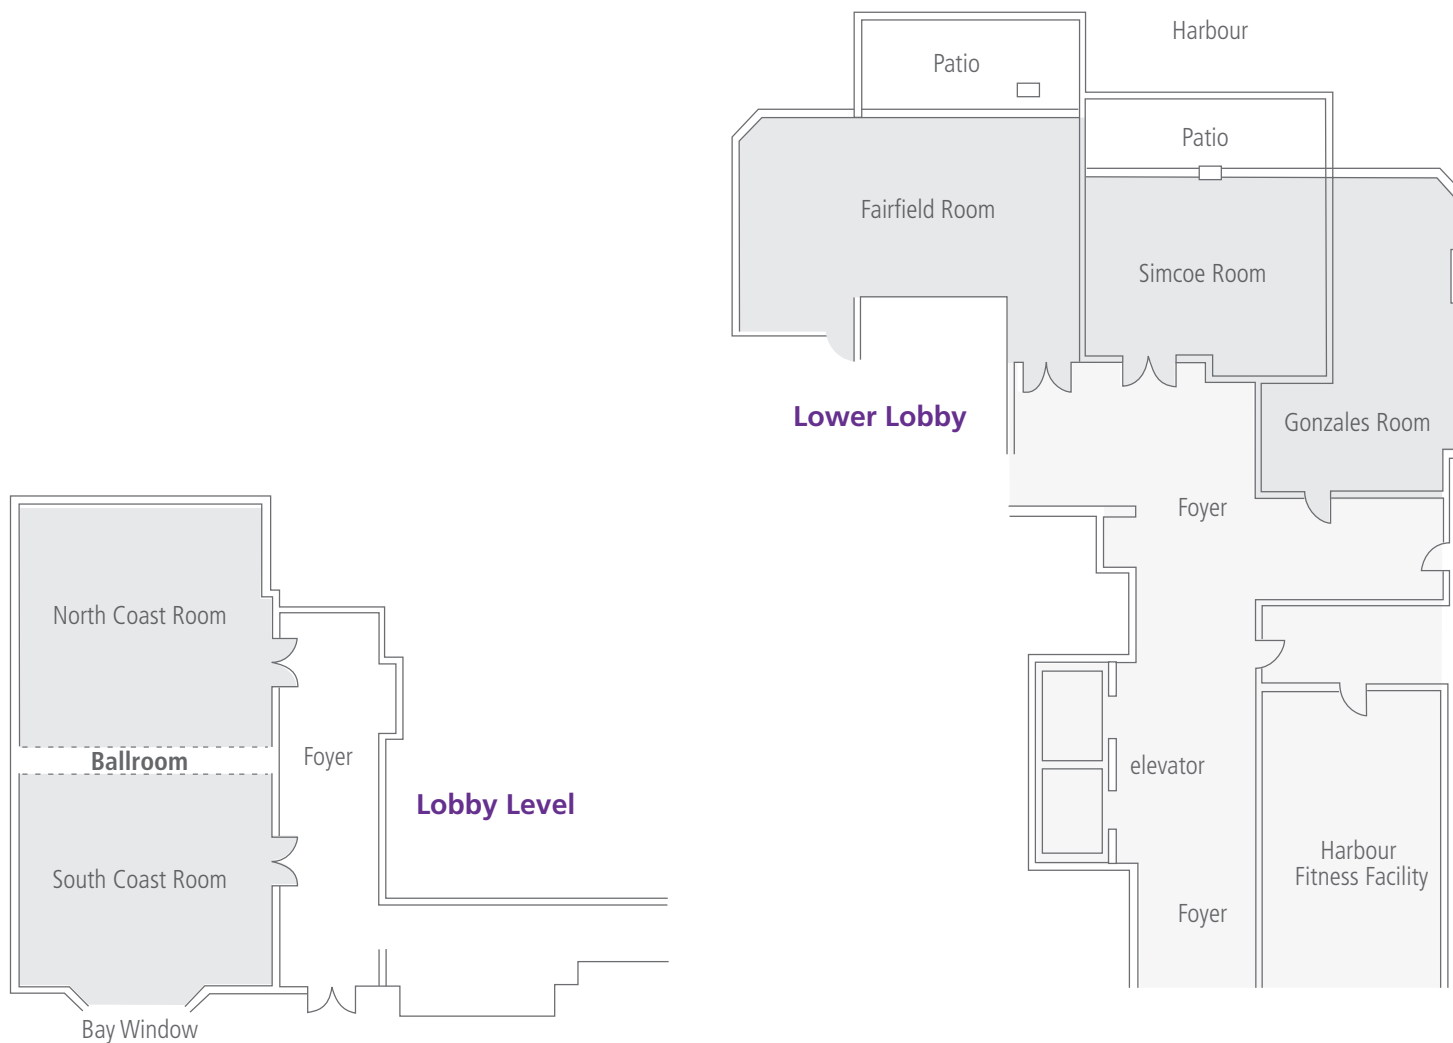 Harbour
Patio
Patio
Fairfield Room
Simcoe Room
Lower Lobby
Gonzales Room
Foyer
North Coast Room
Ballroom
Foyer
elevator
Lobby Level
South Coast Room
Harbour
Fitness Facility
Foyer
Bay Window